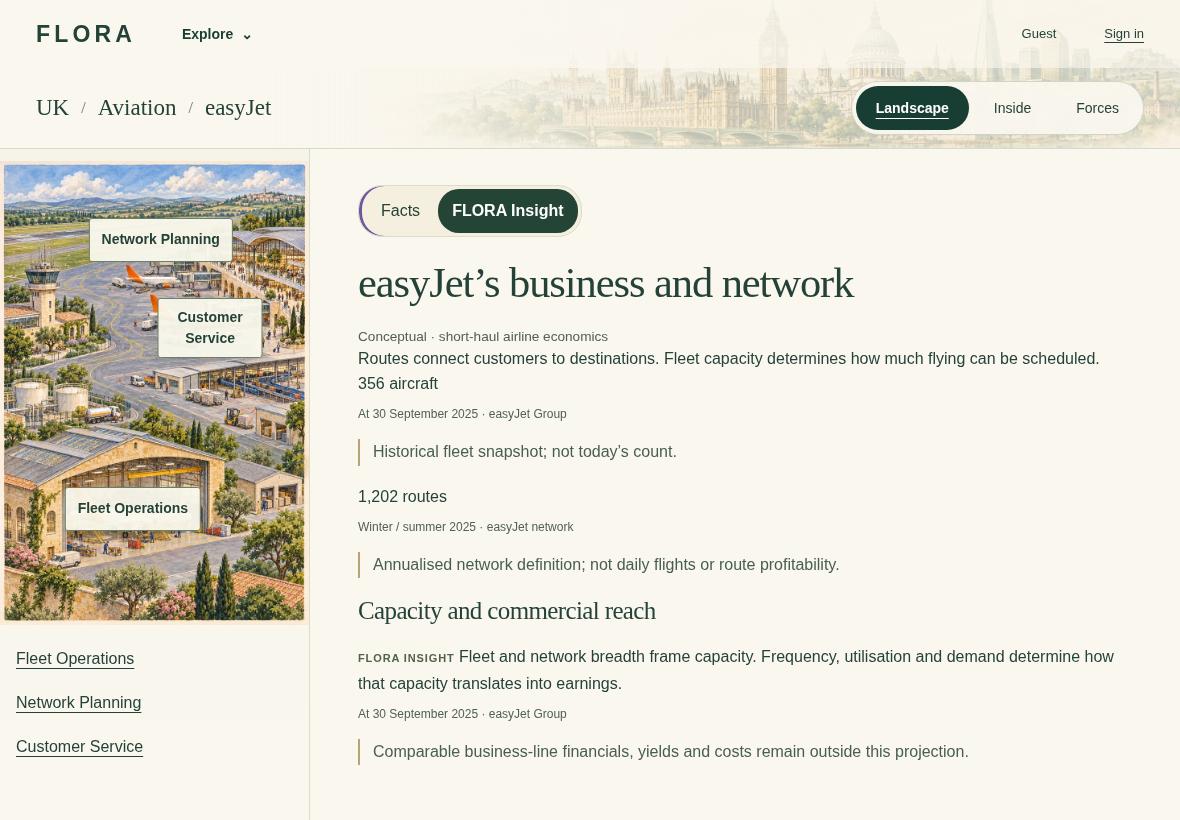 FLORA
Explore
Guest
Sign in
UK / Aviation / easyJet
Landscape
Inside
Forces
Network Planning
Customer
Service
Fleet Operations
Fleet Operations
Network Planning
Customer Service
Facts
FLORA Insight
easyJet’s business and network
Conceptual · short-haul airline economics
Routes connect customers to destinations. Fleet capacity determines how much flying can be scheduled.
356 aircraft
At 30 September 2025 · easyJet Group
Historical fleet snapshot; not today’s count.
1,202 routes
Winter / summer 2025 · easyJet network
Annualised network definition; not daily flights or route profitability.
Capacity and commercial reach
FLORA INSIGHT Fleet and network breadth frame capacity. Frequency, utilisation and demand determine how
that capacity translates into earnings.
At 30 September 2025 · easyJet Group
Comparable business-line financials, yields and costs remain outside this projection.